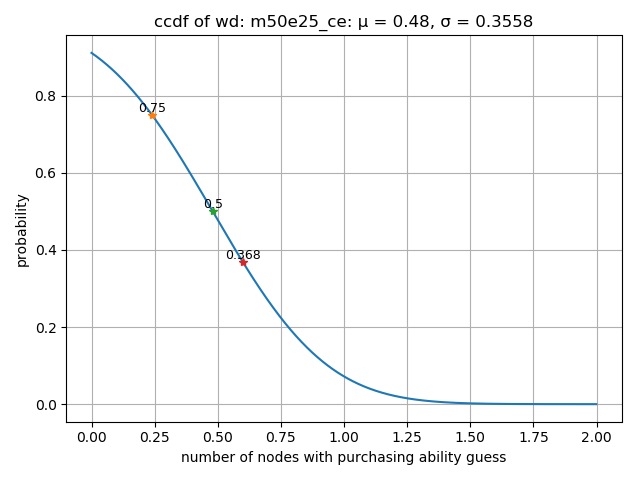 ccdf of wd: m50e25_ce: μ = 0.48, σ = 0.3558
probability
0.8
0.6
0.4
0.2
0.0
0.75
0.5
0.368
0.00 0.25 0.50 0.75 1.00 1.25 1.50 1.75 2.00
number of nodes with purchasing ability guess